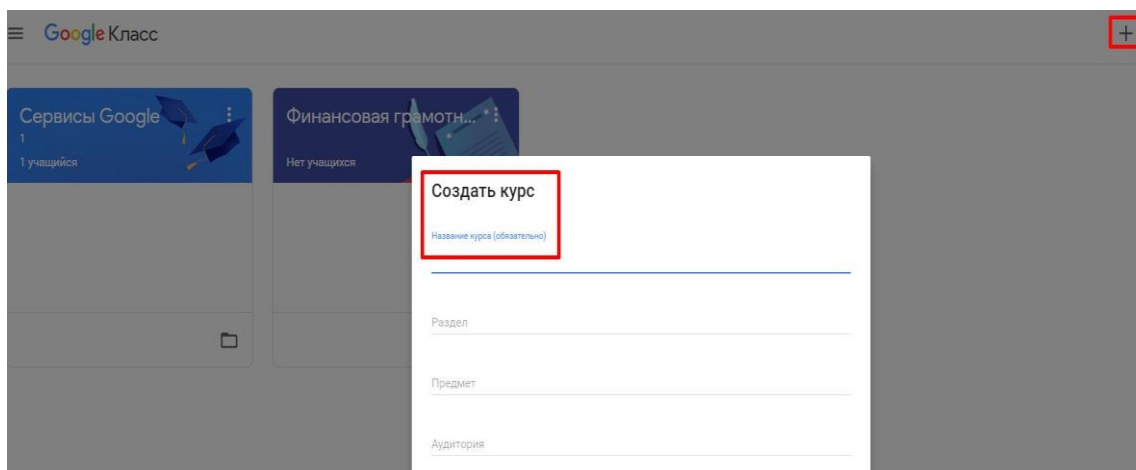 Google Класс
Сервисы Google
1
1 учащийся
Финансовая грамотн...
Нет учащихся
Создать курс
Название курса (обязательно)
Раздел
Предмет
Аудитория